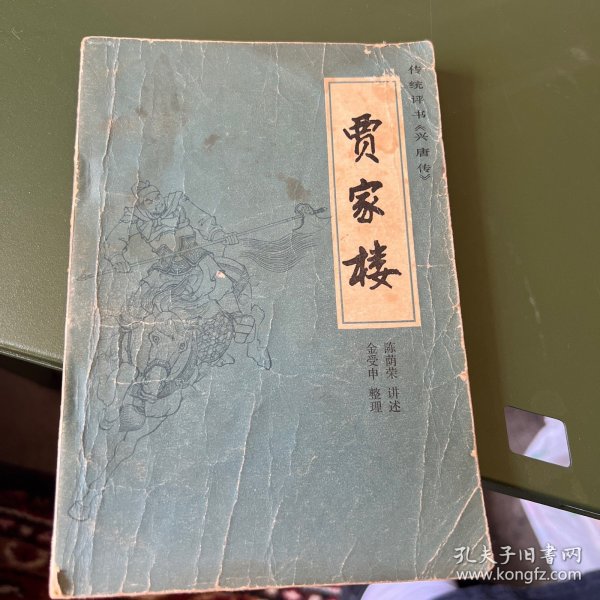 传统评书《兴唐传》
贾家楼
陈荫荣 讲述
金受申 整理
孔夫子旧书网
www.kongfz.com